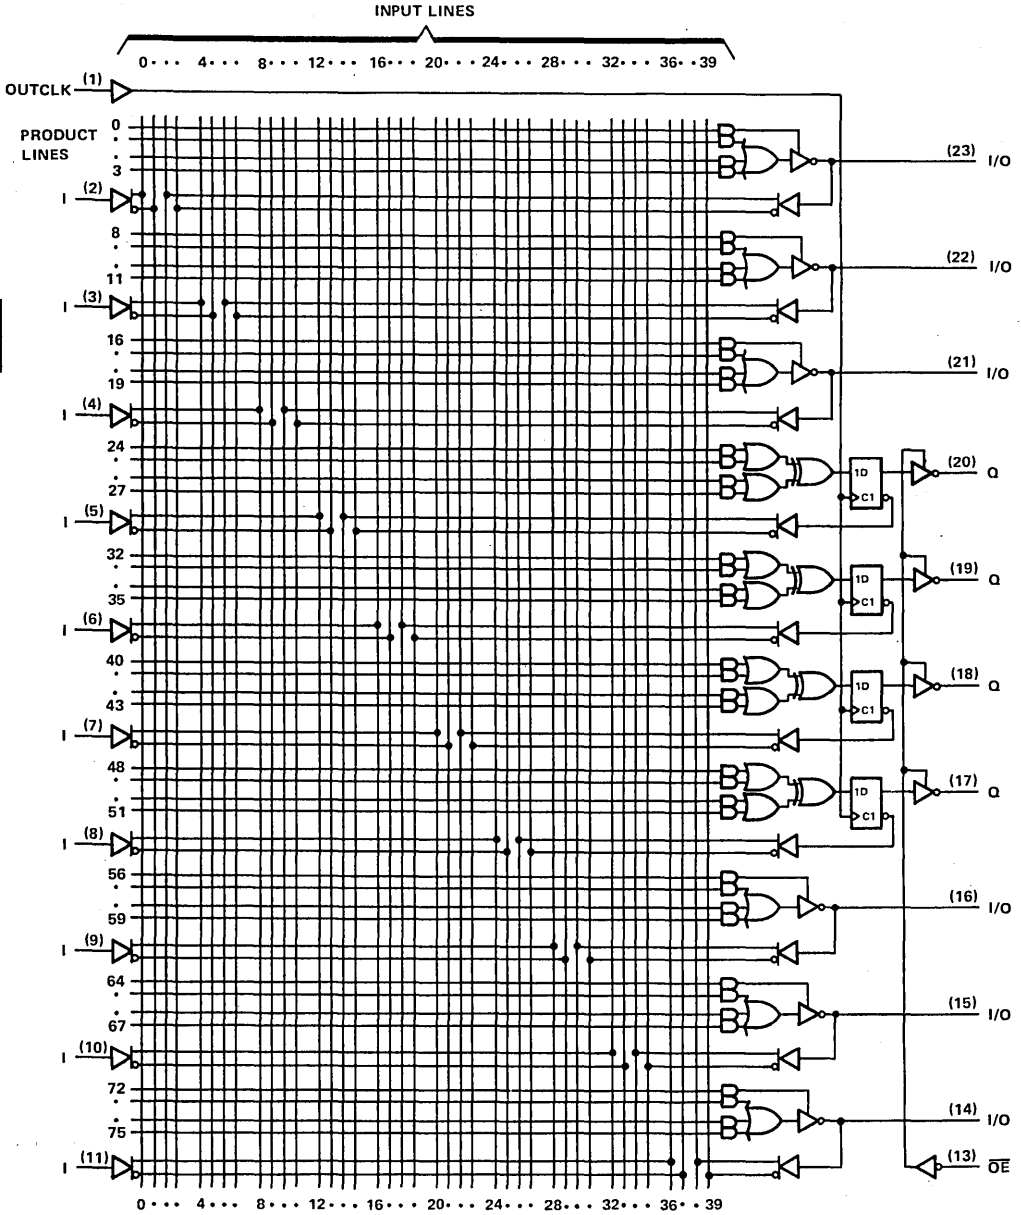 INPUT LINES
0 • • • 4 • • • 8 • • • 12 • • • 16 • • • 20 • • • 24 • • • 28 • • • 32 • • • 36 • • 39
OUTCLK (1)
PRODUCT LINES
0
•
•
3
(23) I/O
I (2)
8
•
•
11
(22) I/O
I (3)
16
•
•
19
(21) I/O
I (4)
24
•
•
27
1D
C1
(20) Q
I (5)
32
•
•
35
1D
C1
(19) Q
I (6)
40
•
•
43
1D
C1
(18) Q
I (7)
48
•
•
51
1D
C1
(17) Q
I (8)
56
•
•
59
(16) I/O
I (9)
64
•
•
67
(15) I/O
I (10)
72
•
•
75
(14) I/O
I (11)
(13) O̅E̅
0 • • • 4 • • • 8 • • • 12 • • • 16 • • • 20 • • • 24 • • • 28 • • • 32 • • • 36 • • 39